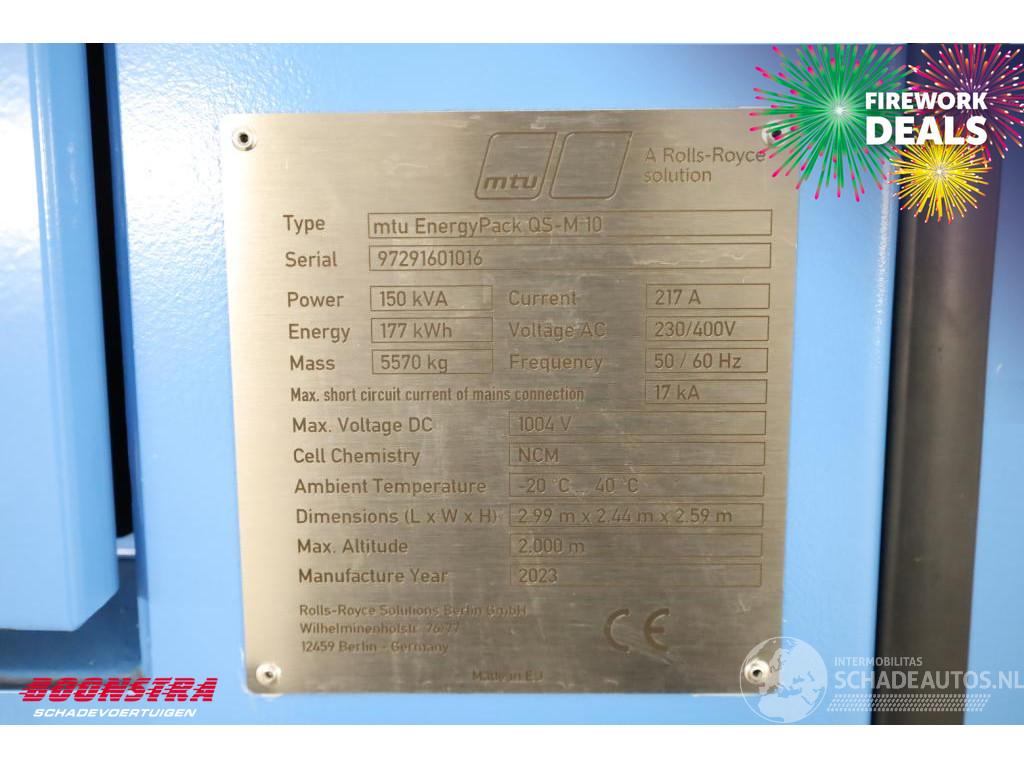 FIREWORK
DEALS
mtu
A Rolls-Royce
solution
Type mtu EnergyPack QS-M-10
Serial 97291601016
Power 150 kVA Current 217 A
Energy 177 kWh Voltage AC 230/400V
Mass 5570 kg Frequency 50 / 60 Hz
Max. short circuit current of mains connection 17 kA
Max. Voltage DC 1004 V
Cell Chemistry NCM
Ambient Temperature -20 °C ... 40 °C
Dimensions (L x W x H) 2.99 m x 2.44 m x 2.59 m
Max. Altitude 2.000 m
Manufacture Year 2023
Rolls-Royce Solutions Berlin GmbH
Wilhelminenhofstr. 76/77
12459 Berlin - Germany
CE
Made in EU
BOONSTRA
SCHADEVOERTUIGEN
INTERMOBILITAS
SCHADEAUTOS.NL